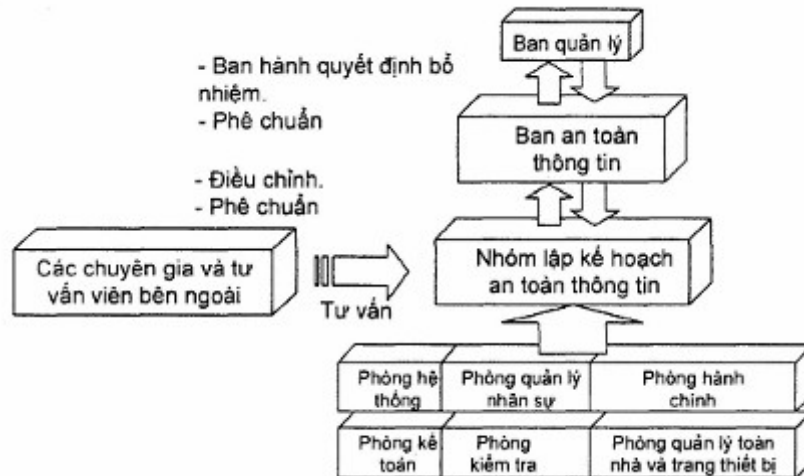 Ban quản lý
- Ban hành quyết định bổ
nhiệm.
- Phê chuẩn
Ban an toàn
thông tin
- Điều chỉnh.
- Phê chuẩn
Các chuyên gia và tư
vấn viên bên ngoài
Tư vấn
Nhóm lập kế hoạch
an toàn thông tin
Phòng hệ
thống
Phòng quản lý
nhân sự
Phòng hành
chính
Phòng kế
toán
Phòng
kiểm tra
Phòng quản lý toàn
nhà và trang thiết bị